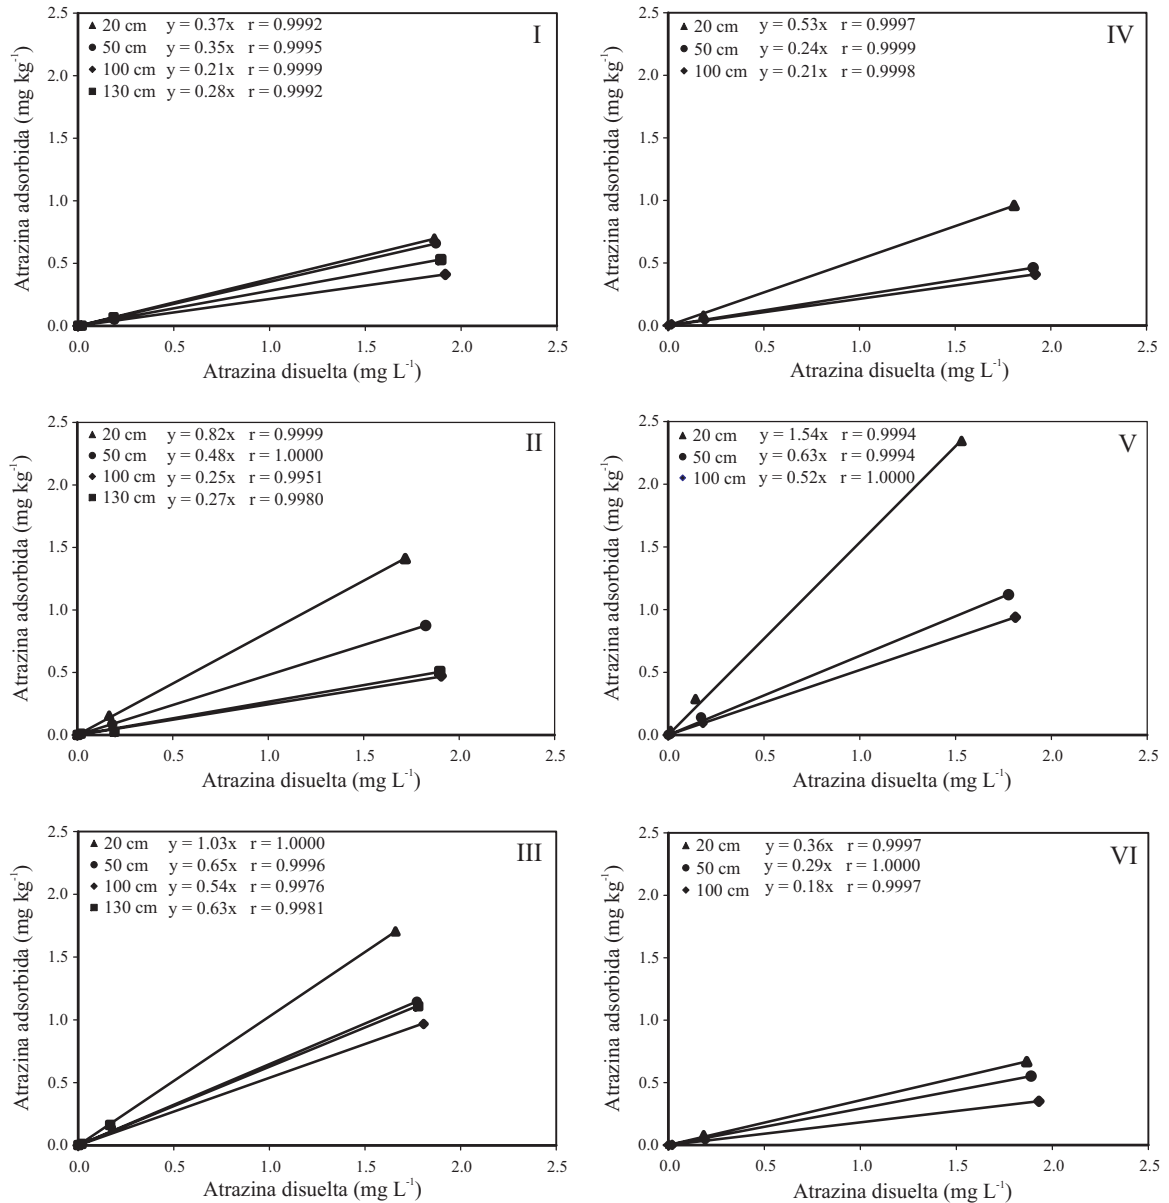 20 cm y = 0.37x r = 0.9992
50 cm y = 0.35x r = 0.9995
100 cm y = 0.21x r = 0.9999
130 cm y = 0.28x r = 0.9992
I
Atrazina adsorbida (mg kg⁻¹)
2.5
2.0
1.5
1.0
0.5
0.0
0.0 0.5 1.0 1.5 2.0 2.5
Atrazina disuelta (mg L⁻¹)
20 cm y = 0.53x r = 0.9997
50 cm y = 0.24x r = 0.9999
100 cm y = 0.21x r = 0.9998
IV
Atrazina adsorbida (mg kg⁻¹)
2.5
2.0
1.5
1.0
0.5
0.0
0.0 0.5 1.0 1.5 2.0 2.5
Atrazina disuelta (mg L⁻¹)
20 cm y = 0.82x r = 0.9999
50 cm y = 0.48x r = 1.0000
100 cm y = 0.25x r = 0.9951
130 cm y = 0.27x r = 0.9980
II
Atrazina adsorbida (mg kg⁻¹)
2.5
2.0
1.5
1.0
0.5
0.0
0.0 0.5 1.0 1.5 2.0 2.5
Atrazina disuelta (mg L⁻¹)
20 cm y = 1.54x r = 0.9994
50 cm y = 0.63x r = 0.9994
100 cm y = 0.52x r = 1.0000
V
Atrazina adsorbida (mg kg⁻¹)
2.5
2.0
1.5
1.0
0.5
0.0
0.0 0.5 1.0 1.5 2.0 2.5
Atrazina disuelta (mg L⁻¹)
20 cm y = 1.03x r = 1.0000
50 cm y = 0.65x r = 0.9996
100 cm y = 0.54x r = 0.9976
130 cm y = 0.63x r = 0.9981
III
Atrazina adsorbida (mg kg⁻¹)
2.5
2.0
1.5
1.0
0.5
0.0
0.0 0.5 1.0 1.5 2.0 2.5
Atrazina disuelta (mg L⁻¹)
20 cm y = 0.36x r = 0.9997
50 cm y = 0.29x r = 1.0000
100 cm y = 0.18x r = 0.9997
VI
Atrazina adsorbida (mg kg⁻¹)
2.5
2.0
1.5
1.0
0.5
0.0
0.0 0.5 1.0 1.5 2.0 2.5
Atrazina disuelta (mg L⁻¹)